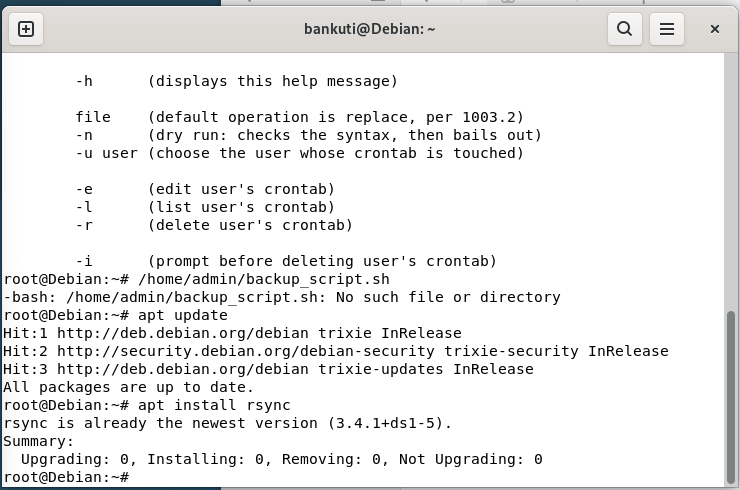 bankuti@Debian: ~
-h (displays this help message)
file (default operation is replace, per 1003.2)
-n (dry run: checks the syntax, then bails out)
-u user (choose the user whose crontab is touched)
-e (edit user's crontab)
-l (list user's crontab)
-r (delete user's crontab)
-i (prompt before deleting user's crontab)
root@Debian:~# /home/admin/backup_script.sh
-bash: /home/admin/backup_script.sh: No such file or directory
root@Debian:~# apt update
Hit:1 http://deb.debian.org/debian trixie InRelease
Hit:2 http://security.debian.org/debian-security trixie-security InRelease
Hit:3 http://deb.debian.org/debian trixie-updates InRelease
All packages are up to date.
root@Debian:~# apt install rsync
rsync is already the newest version (3.4.1+ds1-5).
Summary:
Upgrading: 0, Installing: 0, Removing: 0, Not Upgrading: 0
root@Debian:~#